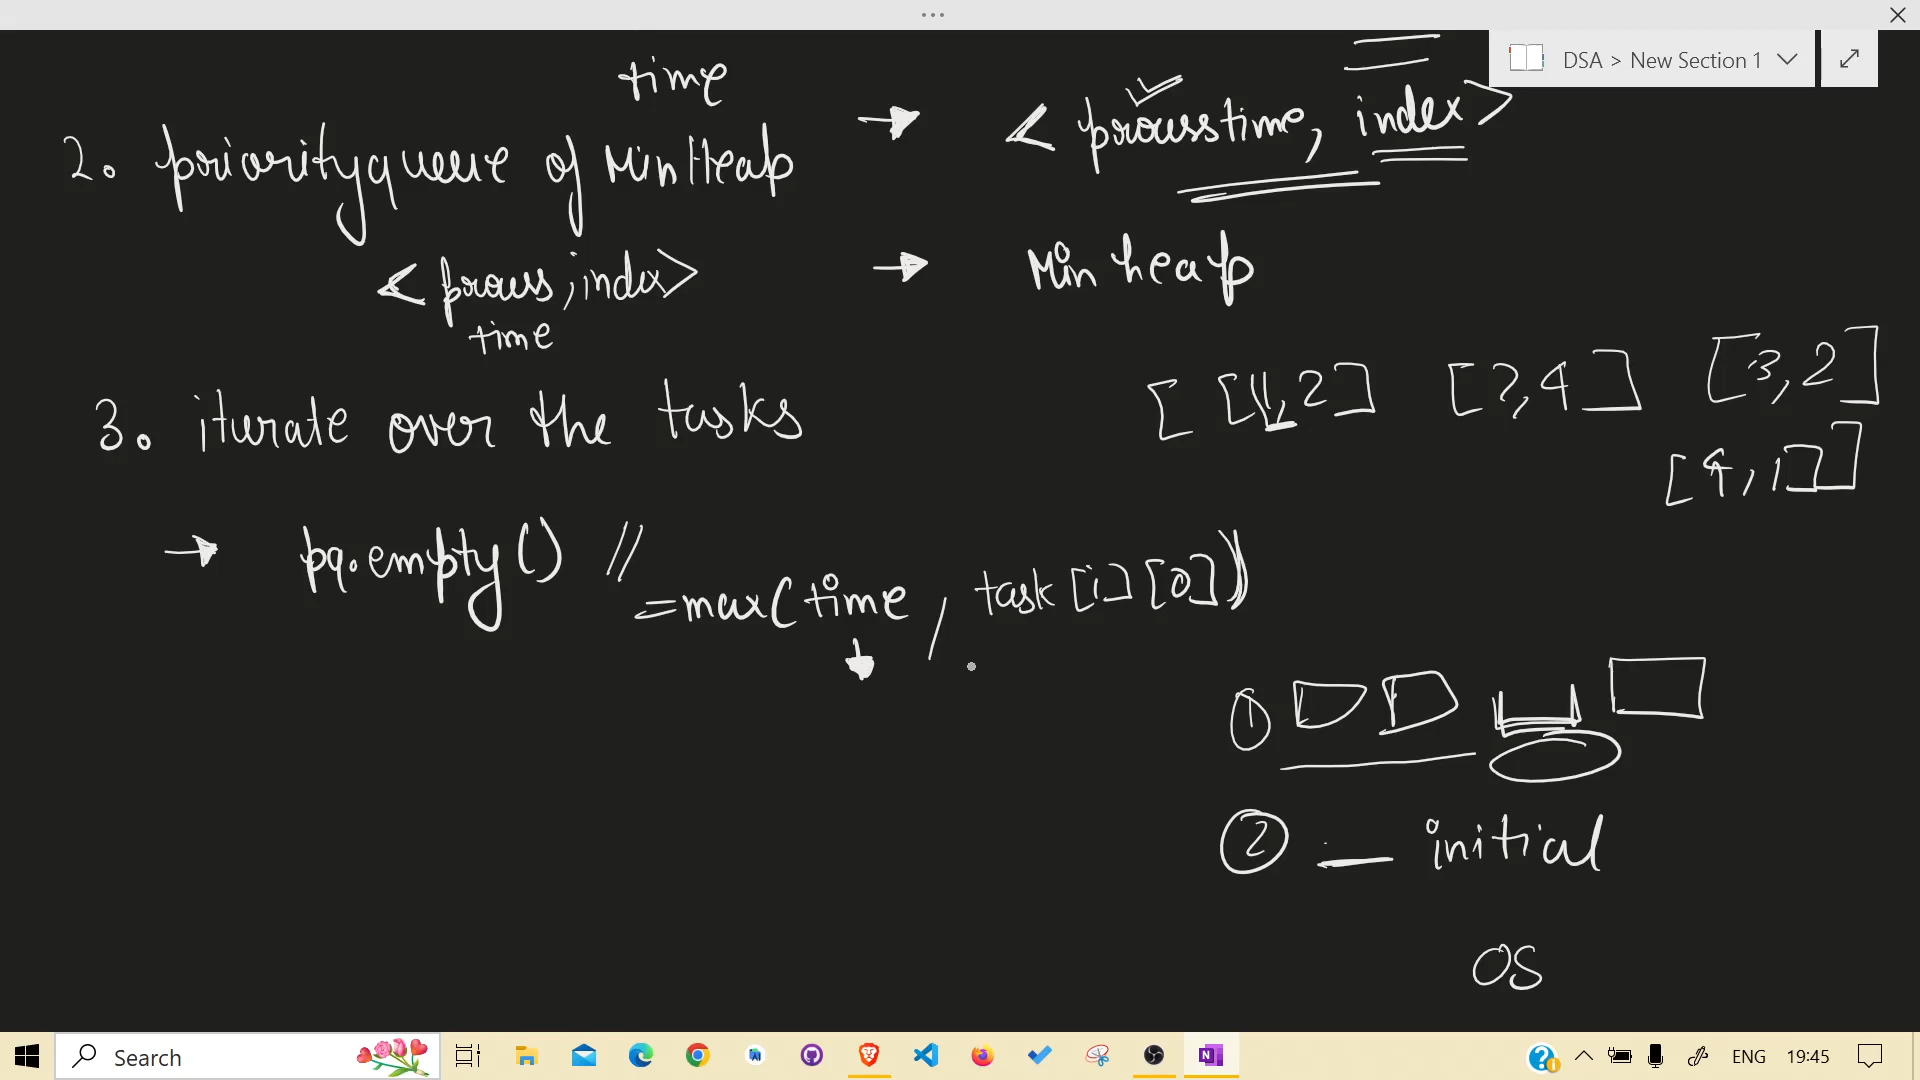 DSA > New Section 1
time
2. priorityqueue of MinHeap → < processtime, index>
<process ; index> → Min heap
time
[ [1,2] [2,4] [3,2]
[4,1]]
3. iterate over the tasks
→ pq.empty() //
=max(time , task[i][0])
①
② — initial
OS
Search
ENG 19:45